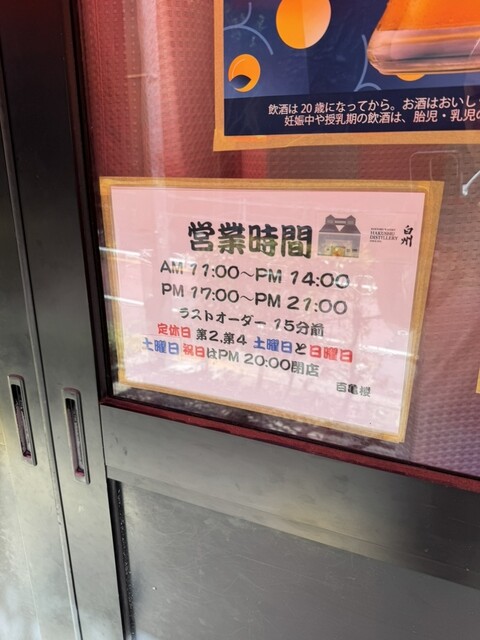 飲酒は20歳になってから。お酒はおいし
妊娠中や授乳期の飲酒は、胎児・乳児の
営業時間
HAKUSHU
DISTILLERY
白州
AM 11:00～PM 14:00
PM 17:00～PM 21:00
ラストオーダー 15分前
定休日 第2,第4 土曜日と日曜日
土曜日 祝日はPM 20:00閉店
百亀楼